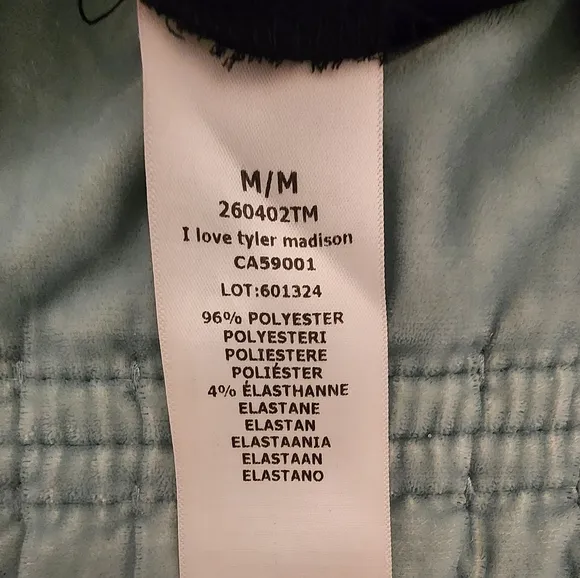 M/M
260402TM
I love tyler madison
CA59001
LOT:601324
96% POLYESTER
POLYESTERI
POLIESTERE
POLIÉSTER
4% ÉLASTHANNE
ELASTANE
ELASTAN
ELASTAANIA
ELASTAAN
ELASTANO